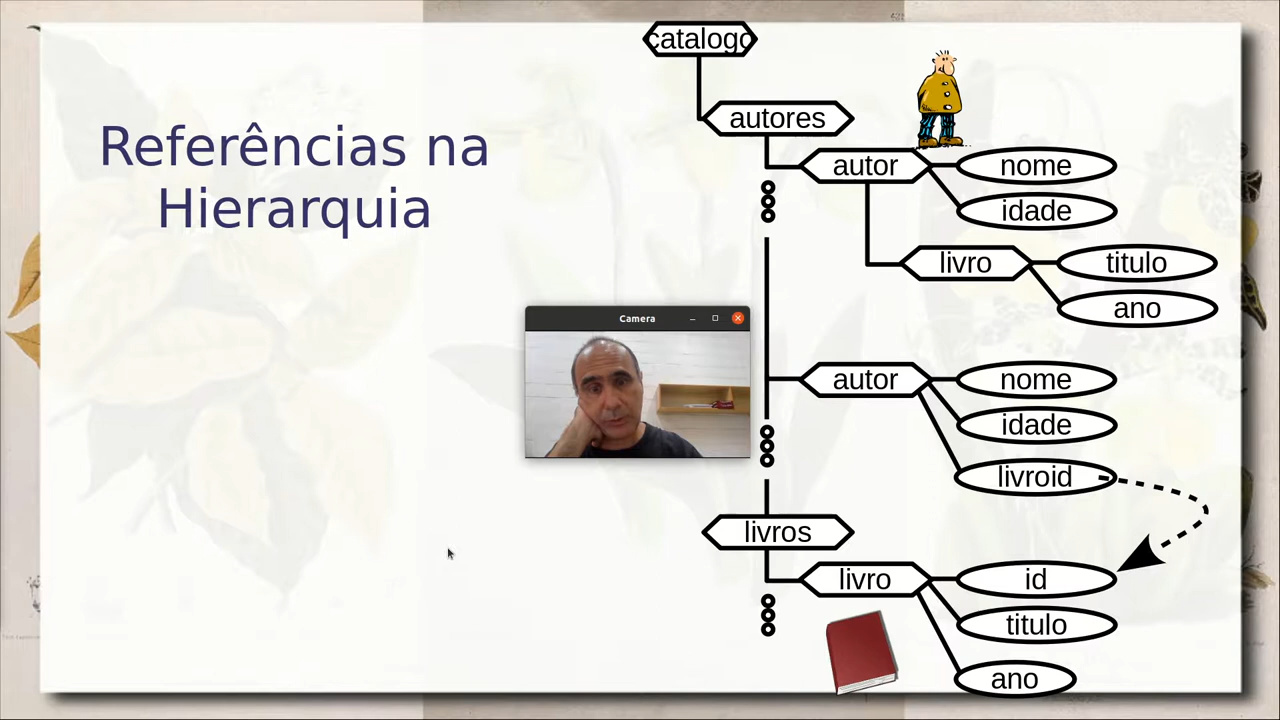 catalogo
Referências na
Hierarquia
autores
autor
nome
idade
livro
titulo
ano
Camera
autor
nome
idade
livroid
livros
livro
id
titulo
ano